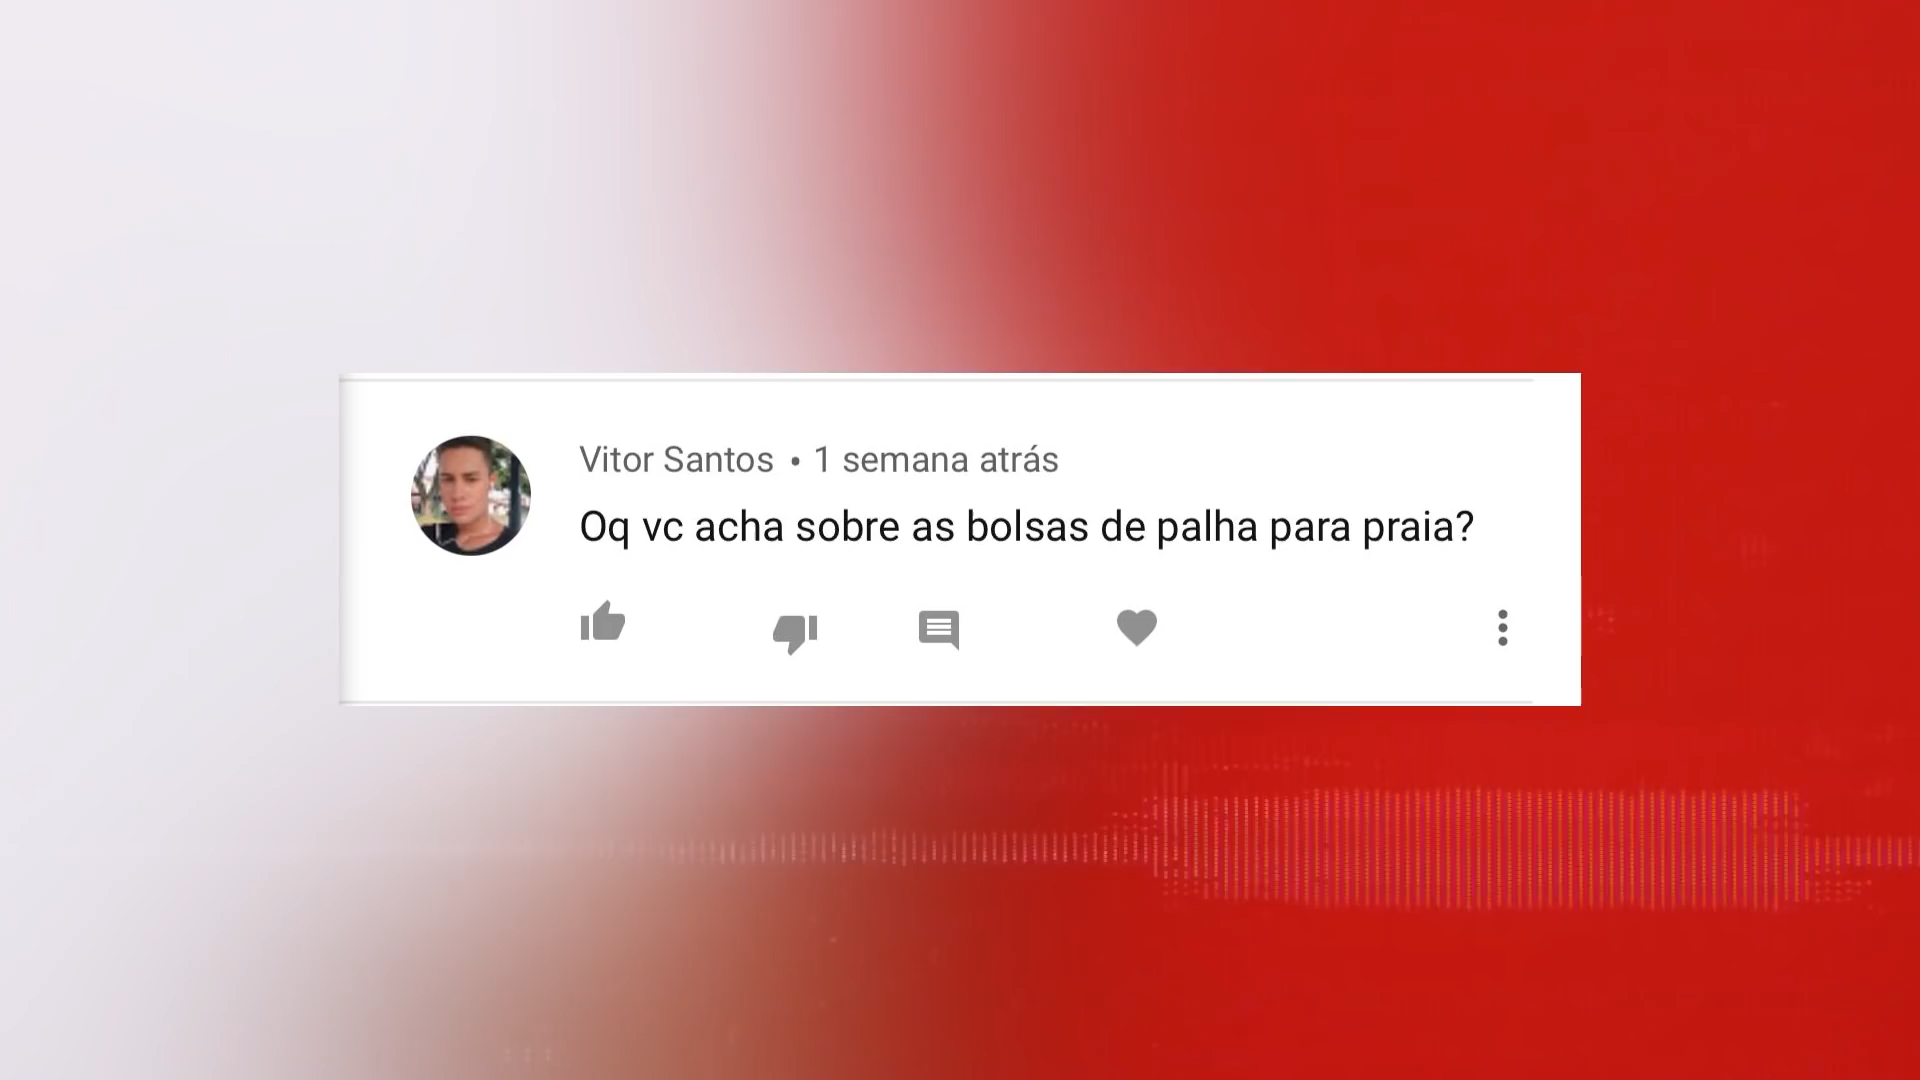 Vitor Santos • 1 semana atrás
Oq vc acha sobre as bolsas de palha para praia?